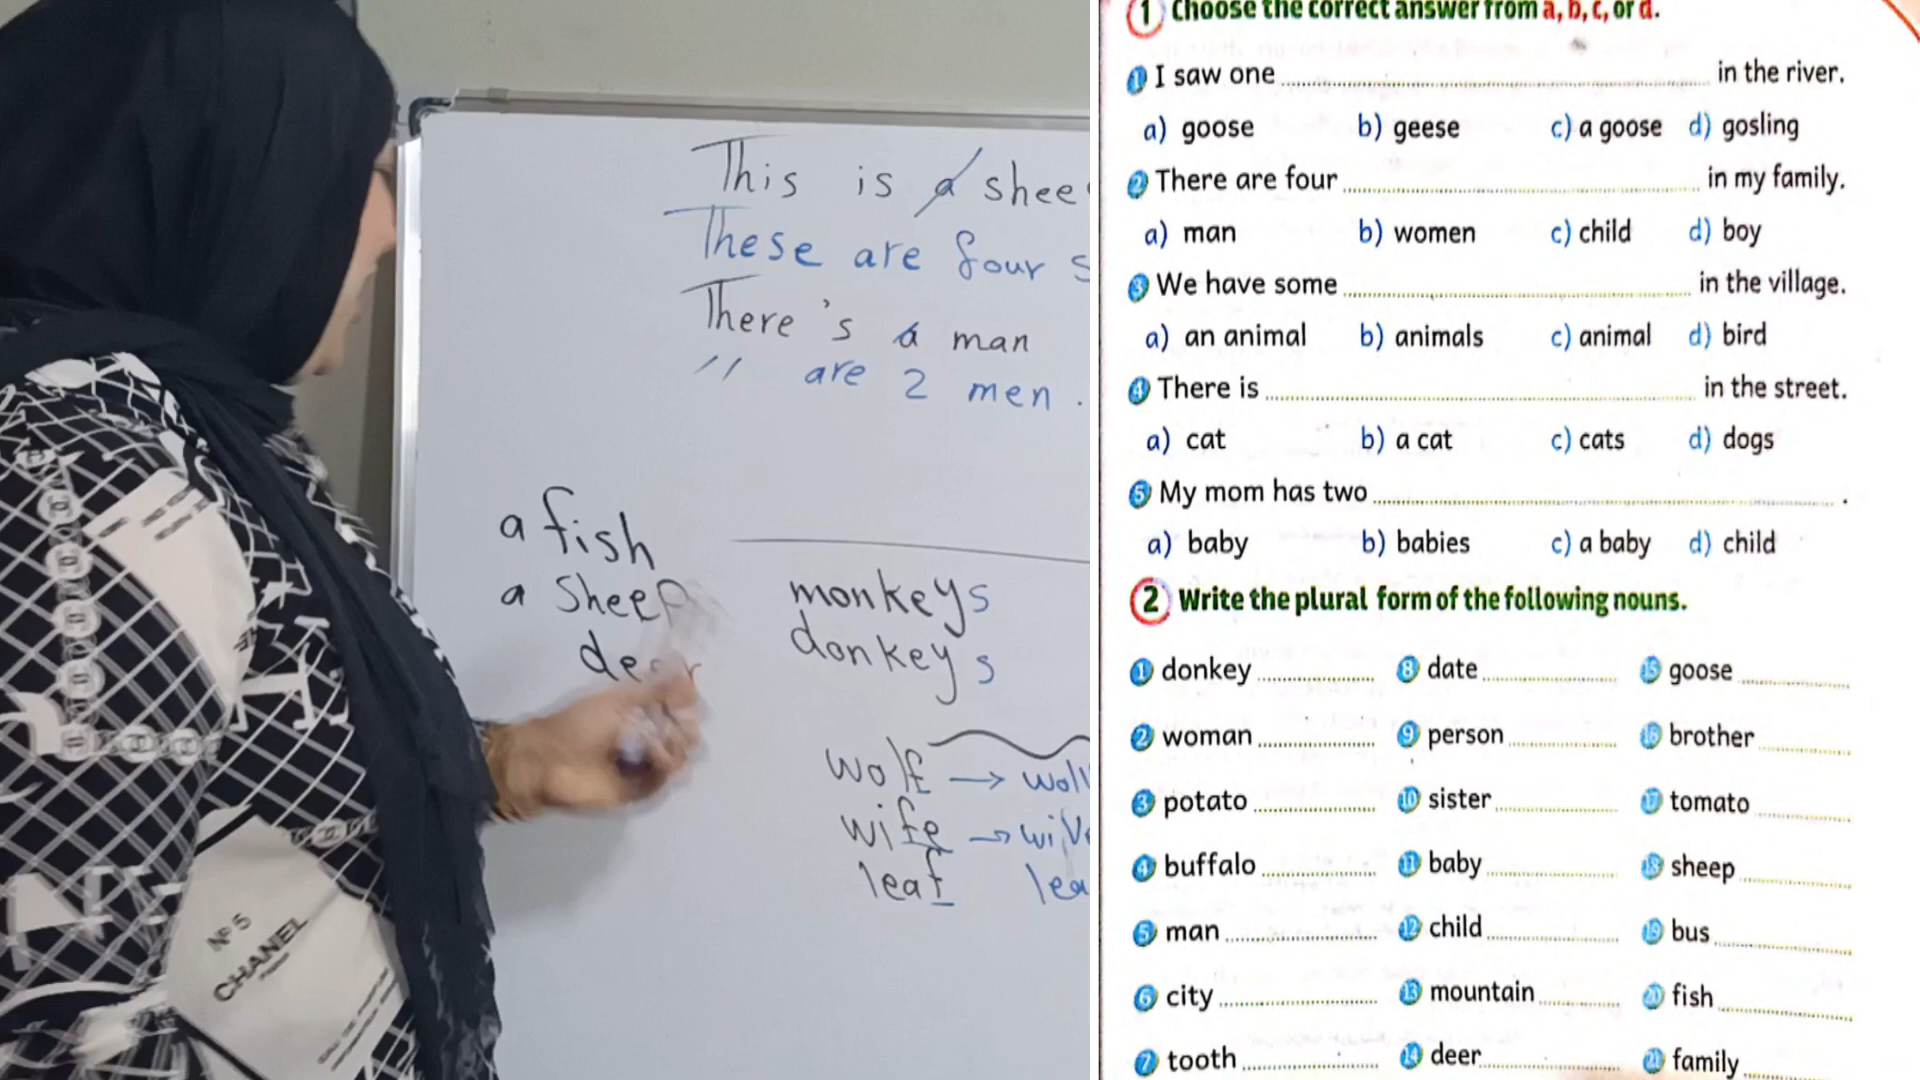 This is a shee
These are four s
There's a man
" are 2 men.
a fish
a Sheep
deer
monkeys
donkeys
wolf →
wife →
leaf lea
Nº5
CHANEL
1 Choose the correct answer from a, b, c, or d.
1 I saw one in the river.
a) goose b) geese c) a goose d) gosling
2 There are four in my family.
a) man b) women c) child d) boy
3 We have some in the village.
a) an animal b) animals c) animal d) bird
4 There is in the street.
a) cat b) a cat c) cats d) dogs
5 My mom has two .
a) baby b) babies c) a baby d) child
2 Write the plural form of the following nouns.
1 donkey 8 date 15 goose
2 woman 9 person 16 brother
3 potato 10 sister 17 tomato
4 buffalo 11 baby 18 sheep
5 man 12 child 19 bus
6 city 13 mountain 20 fish
7 tooth 14 deer 21 family